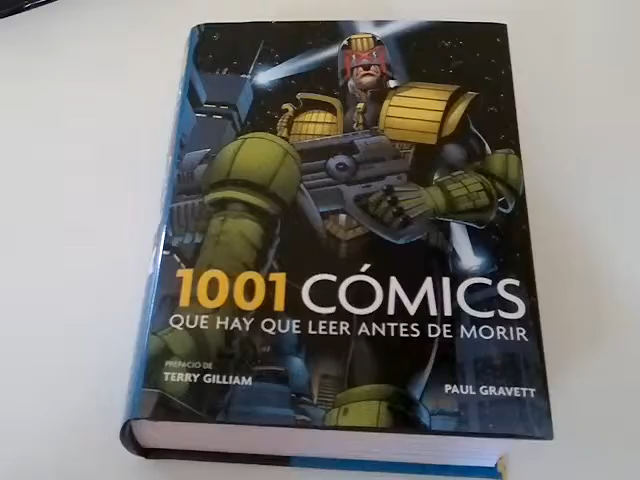 1001 CÓMICS
QUE HAY QUE LEER ANTES DE MORIR
PREFACIO DE
TERRY GILLIAM
PAUL GRAVETT